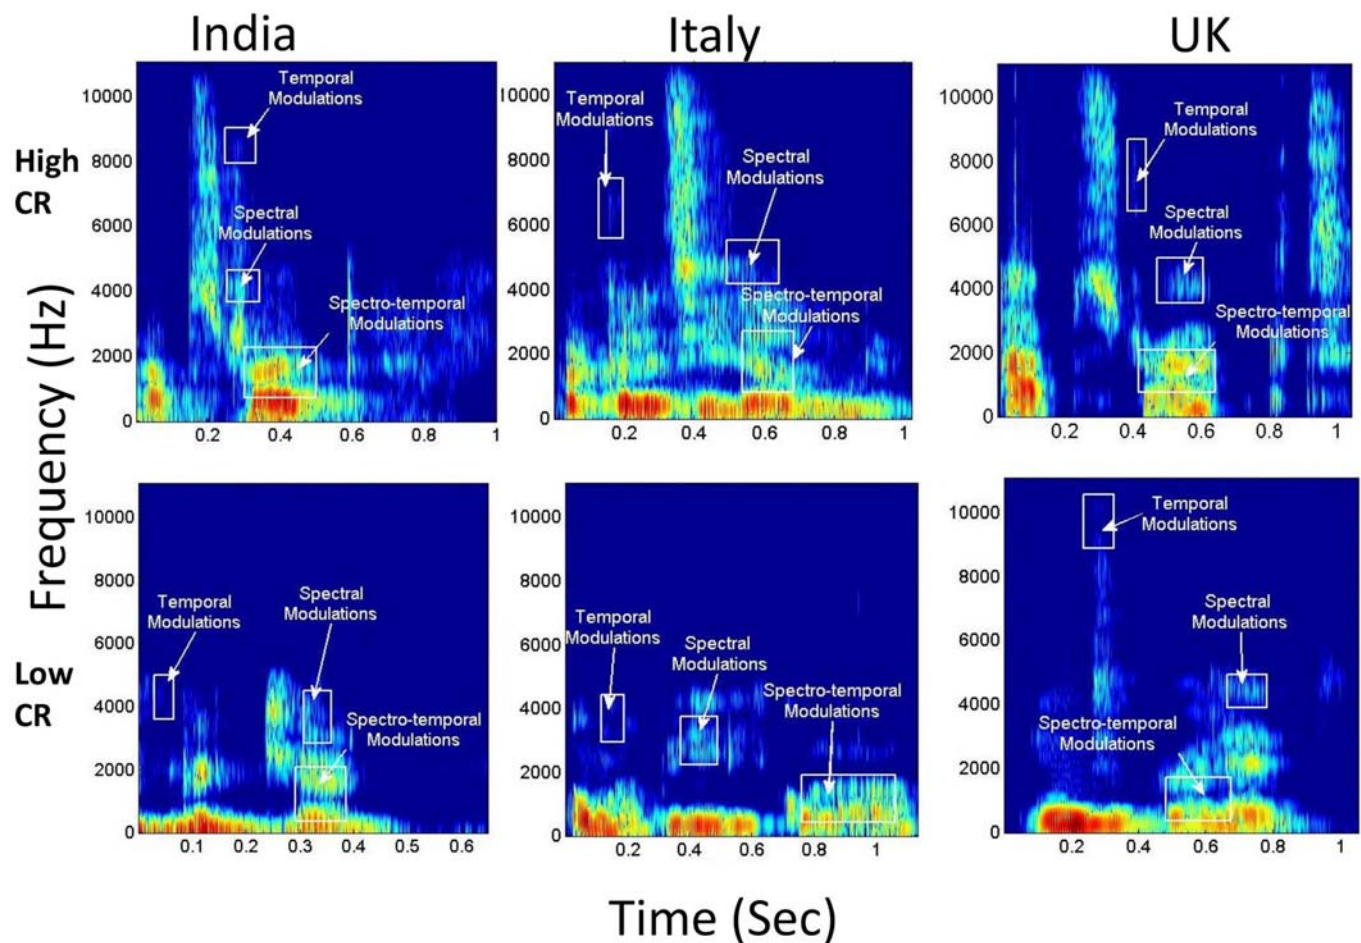 India
Italy
UK
High
CR
Low
CR
Frequency (Hz)
10000
8000
6000
4000
2000
0
0.2
0.4
0.6
0.8
1
Temporal
Modulations
Spectral
Modulations
Spectro-temporal
Modulations
10000
8000
6000
4000
2000
0
0.2
0.4
0.6
0.8
1
Temporal
Modulations
Spectral
Modulations
Spectro-temporal
Modulations
10000
8000
6000
4000
2000
0
0.2
0.4
0.6
0.8
1
Temporal
Modulations
Spectral
Modulations
Spectro-temporal
Modulations
10000
8000
6000
4000
2000
0
0.1
0.2
0.3
0.4
0.5
0.6
Temporal
Modulations
Spectral
Modulations
Spectro-temporal
Modulations
10000
8000
6000
4000
2000
0
0.2
0.4
0.6
0.8
1
Temporal
Modulations
Spectral
Modulations
Spectro-temporal
Modulations
10000
8000
6000
4000
2000
0
0.2
0.4
0.6
0.8
1
Temporal
Modulations
Spectral
Modulations
Spectro-temporal
Modulations
Time (Sec)